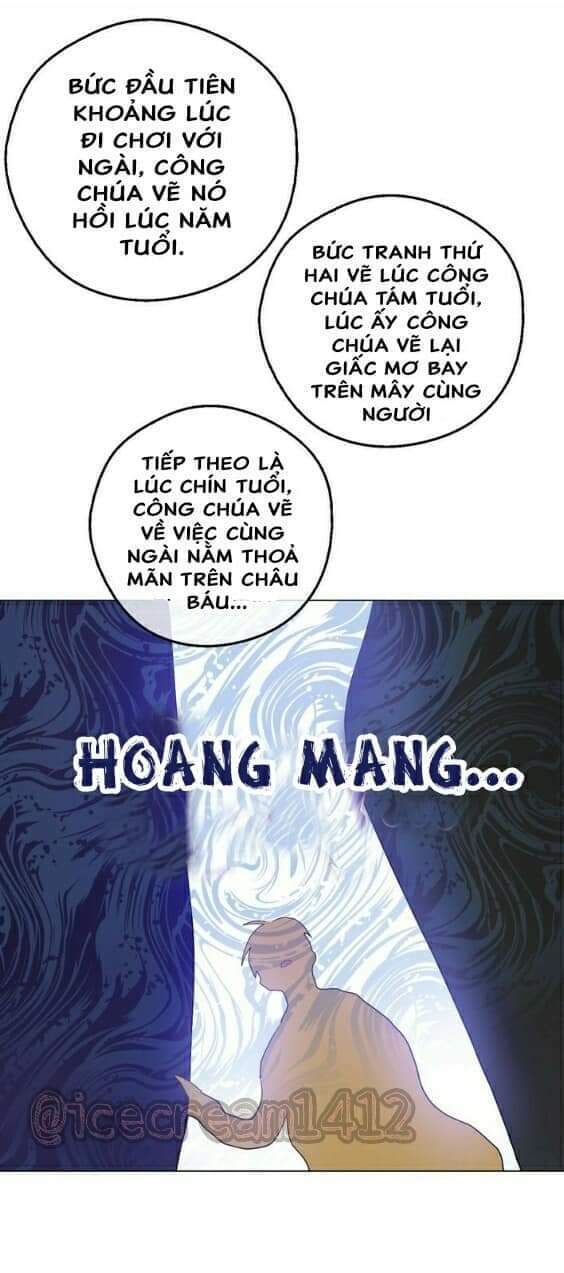 BỨC ĐẦU TIÊN
KHOẢNG LÚC
ĐI CHƠI VỚI
NGÀI, CÔNG
CHÚA VẼ NÓ
HỒI LÚC NĂM
TUỔI.
BỨC TRANH THỨ
HAI VẼ LÚC CÔNG
CHÚA TÁM TUỔI,
LÚC ẤY CÔNG
CHÚA VẼ LẠI
GIẤC MƠ BAY
TRÊN MÂY CÙNG
NGƯỜI
TIẾP THEO LÀ
LÚC CHÍN TUỔI,
CÔNG CHÚA VẼ
VỀ VIỆC CÙNG
NGÀI NẰM THOẢ
MÃN TRÊN CHÂU
BÁU...
HOANG MANG...
@icecream1412